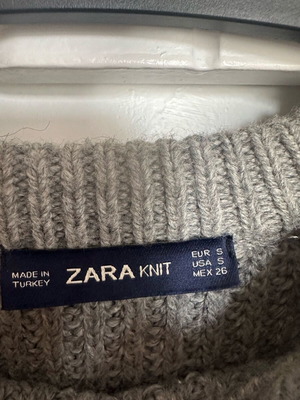 MADE IN
TURKEY
ZARA KNIT
EUR S
USA S
MEX 26